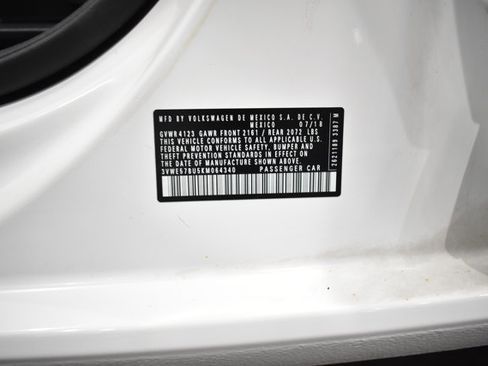 MFD BY VOLKSWAGEN DE MEXICO S.A. DE C.V.
MEXICO 07/18
GVWR 4123 GAWR FRONT 2161 / REAR 2072 LBS
THIS VEHICLE CONFORMS TO ALL APPLICABLE U.S.
FEDERAL MOTOR VEHICLE SAFETY, BUMPER AND
THEFT PREVENTION STANDARDS IN EFFECT ON
THE DATE OF MANUFACTURE SHOWN ABOVE.
3VWE57BU5KM064340 PASSENGER CAR